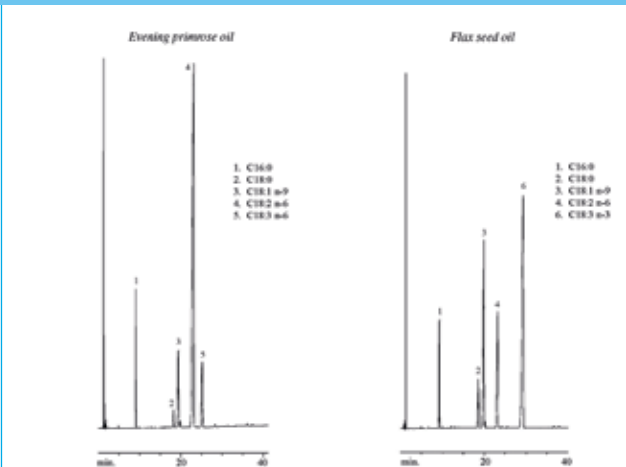 Evening primrose oil
4
1. C16:0
2. C18:0
3. C18:1 n-9
4. C18:2 n-6
5. C18:3 n-6
1
2
3
5
min. 20 40
Flax seed oil
1. C16:0
2. C18:0
3. C18:1 n-9
4. C18:2 n-6
6. C18:3 n-3
6
3
4
1
2
min. 20 40